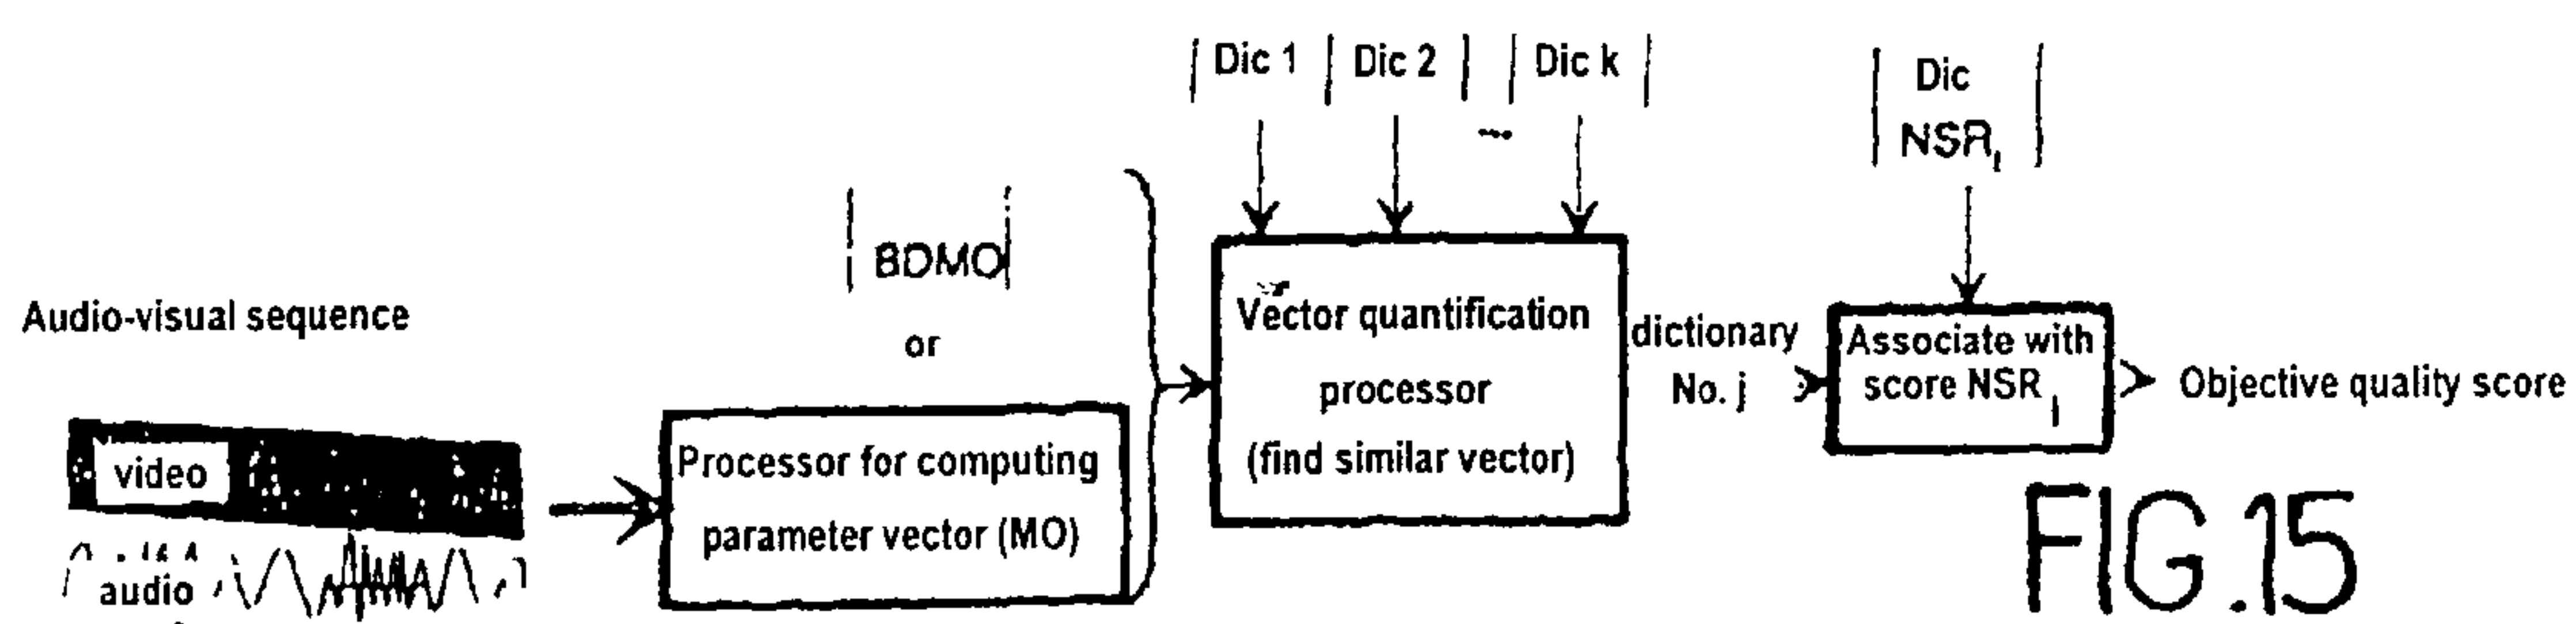 Dic 1 Dic 2 ... Dic k
Dic
NSR
BDMO
or
Audio-visual sequence
video
audio
Processor for computing
parameter vector (MO)
Vector quantification
processor
(find similar vector)
dictionary
No. j
Associate with
score NSR
Objective quality score
FIG.15